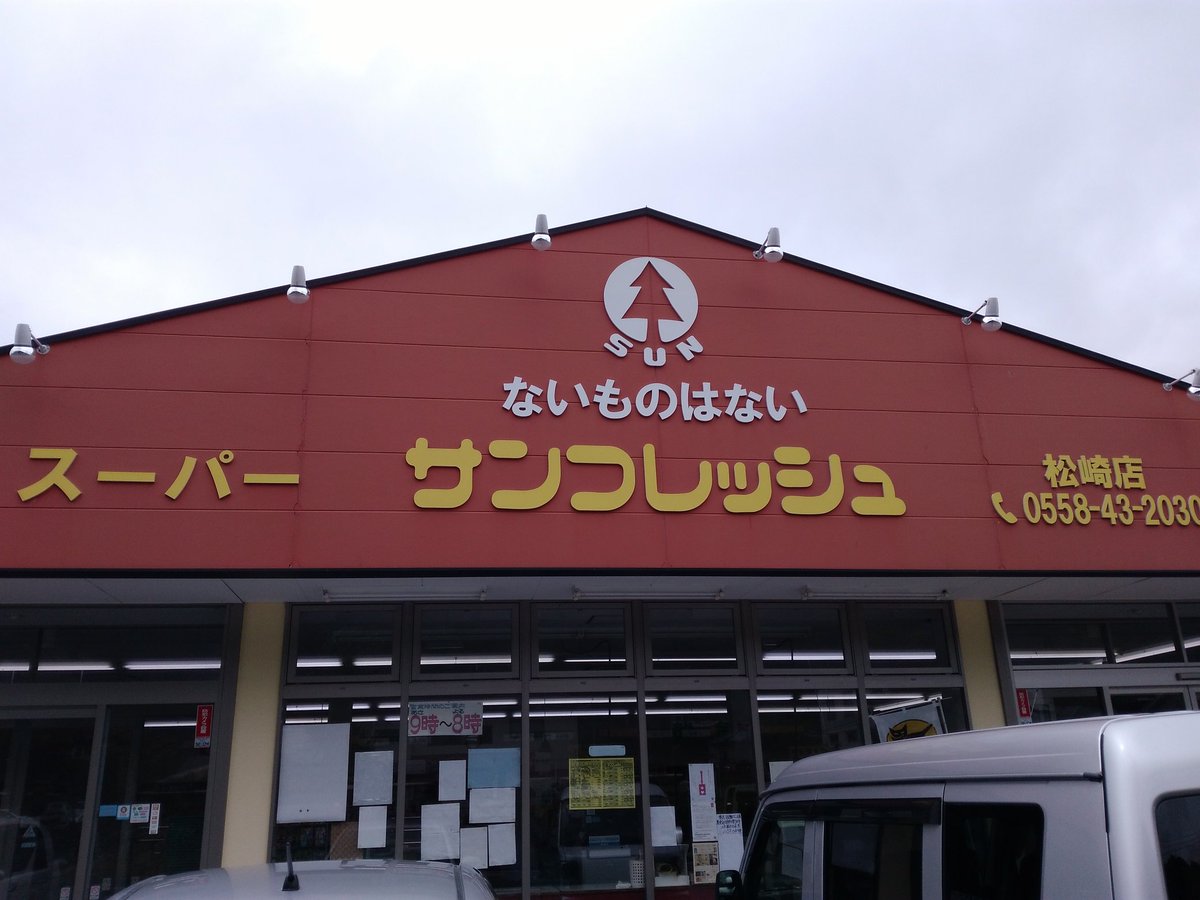 SUN
ないものはない
スーパー サンフレッシュ 松崎店
0558-43-2030
9時～8時